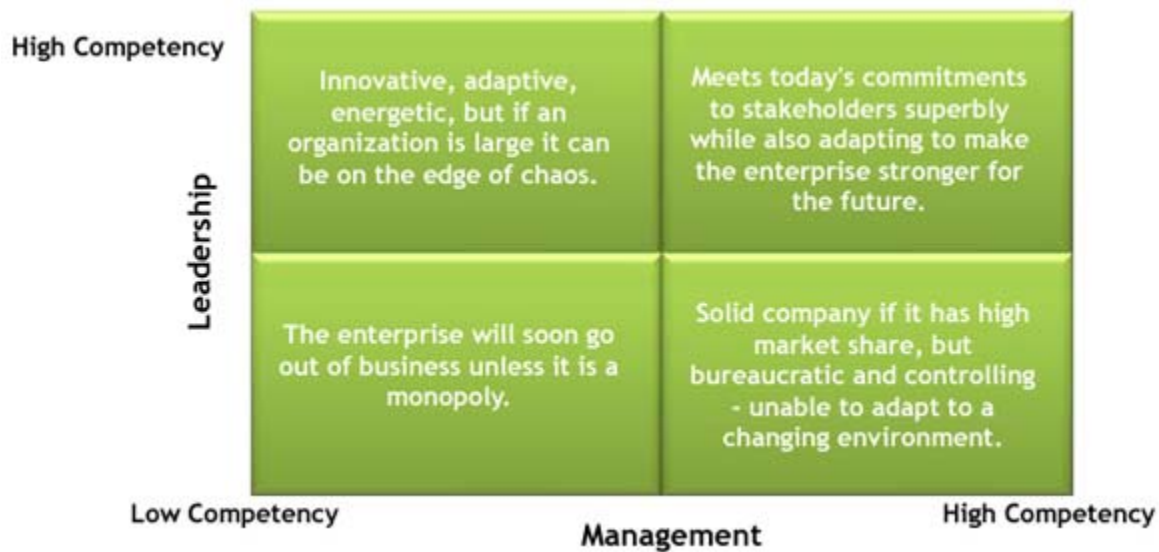 High Competency
Innovative, adaptive,
energetic, but if an
organization is large it can
be on the edge of chaos.
Meets today's commitments
to stakeholders superbly
while also adapting to make
the enterprise stronger for
the future.
Leadership
The enterprise will soon go
out of business unless it is a
monopoly.
Solid company if it has high
market share, but
bureaucratic and controlling
- unable to adapt to a
changing environment.
Low Competency
Management
High Competency